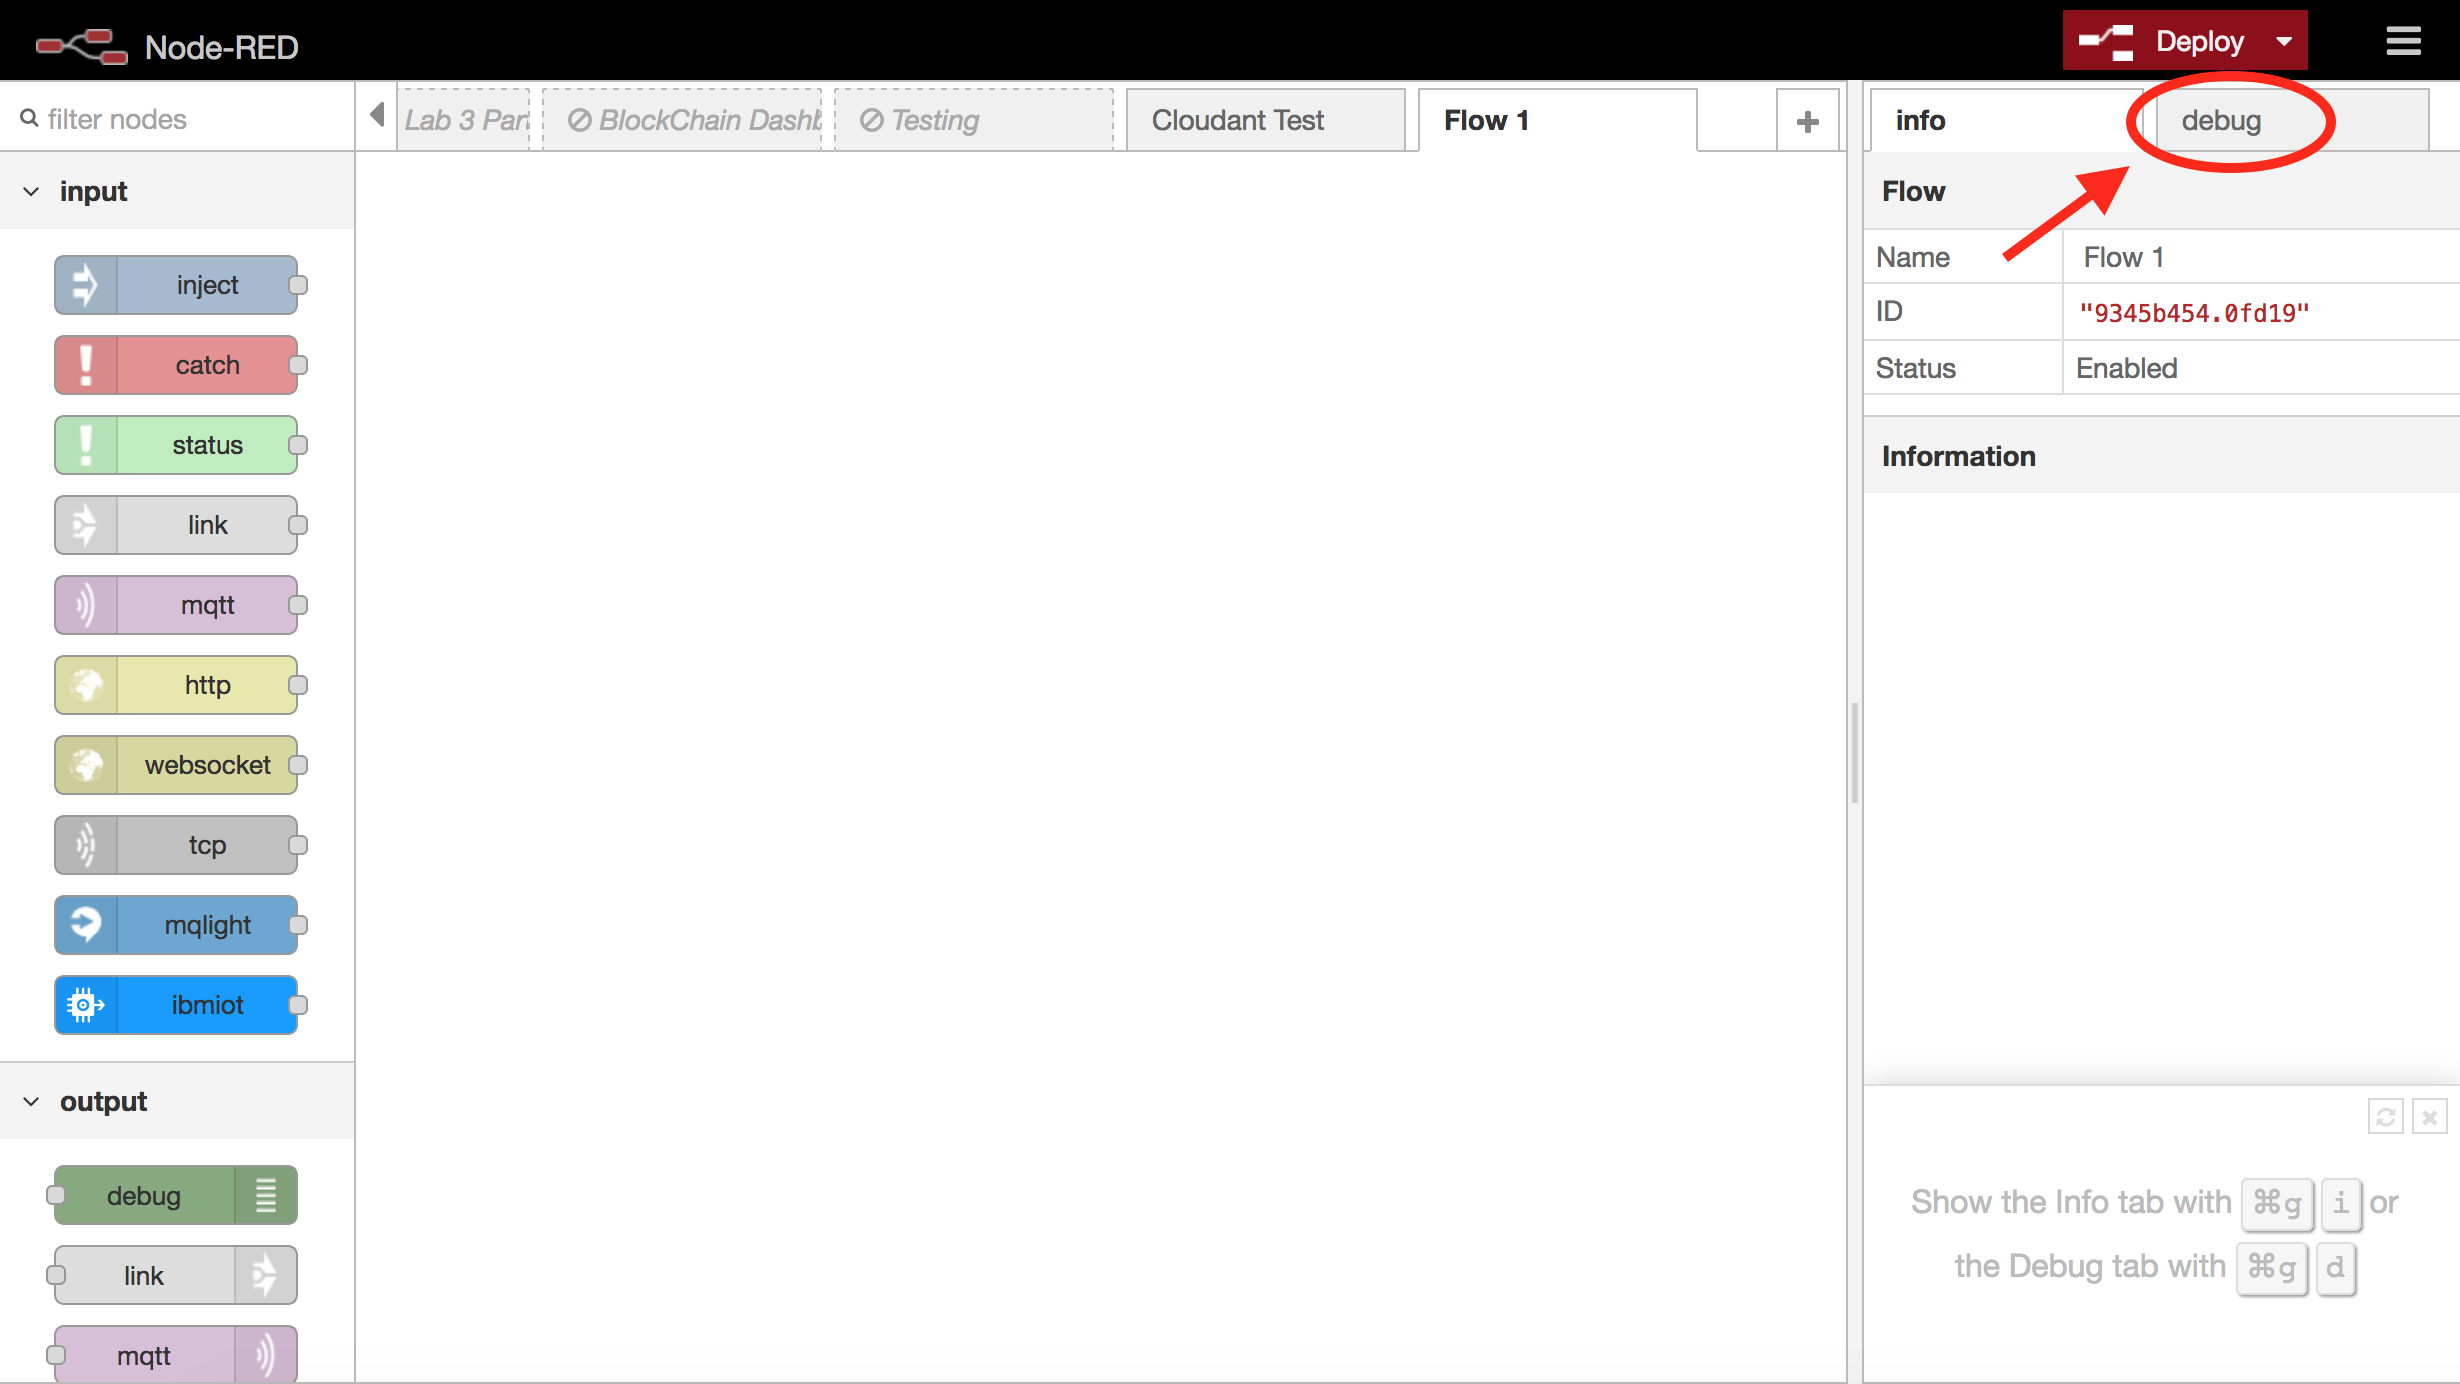 Node-RED
Deploy
filter nodes
Lab 3 Par
BlockChain Dashb
Testing
Cloudant Test
Flow 1
info
debug
input
inject
catch
status
link
mqtt
http
websocket
tcp
mqlight
ibmiot
output
debug
link
mqtt
Flow
Name Flow 1
ID "9345b454.0fd19"
Status Enabled
Information
Show the Info tab with ⌘g i or
the Debug tab with ⌘g d